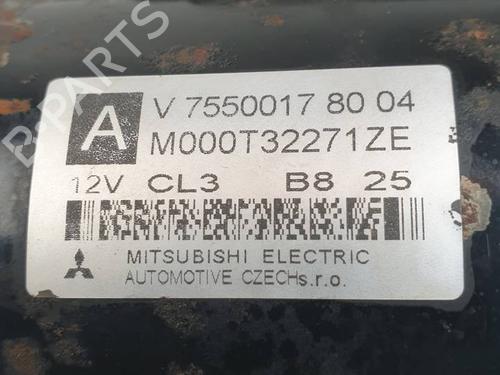 B-PARTS
A
V 7550017 80 04
M000T32271ZE
12V CL3 B8 25
MITSUBISHI ELECTRIC
AUTOMOTIVE CZECHs.r.o.